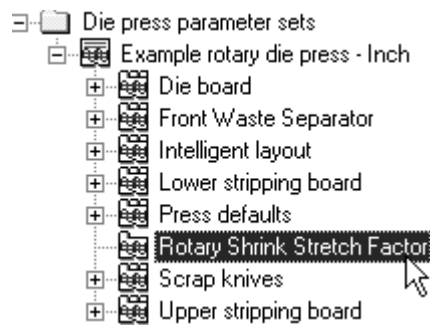 Die press parameter sets
Example rotary die press - Inch
Die board
Front Waste Separator
Intelligent layout
Lower stripping board
Press defaults
Rotary Shrink Stretch Factor
Scrap knives
Upper stripping board